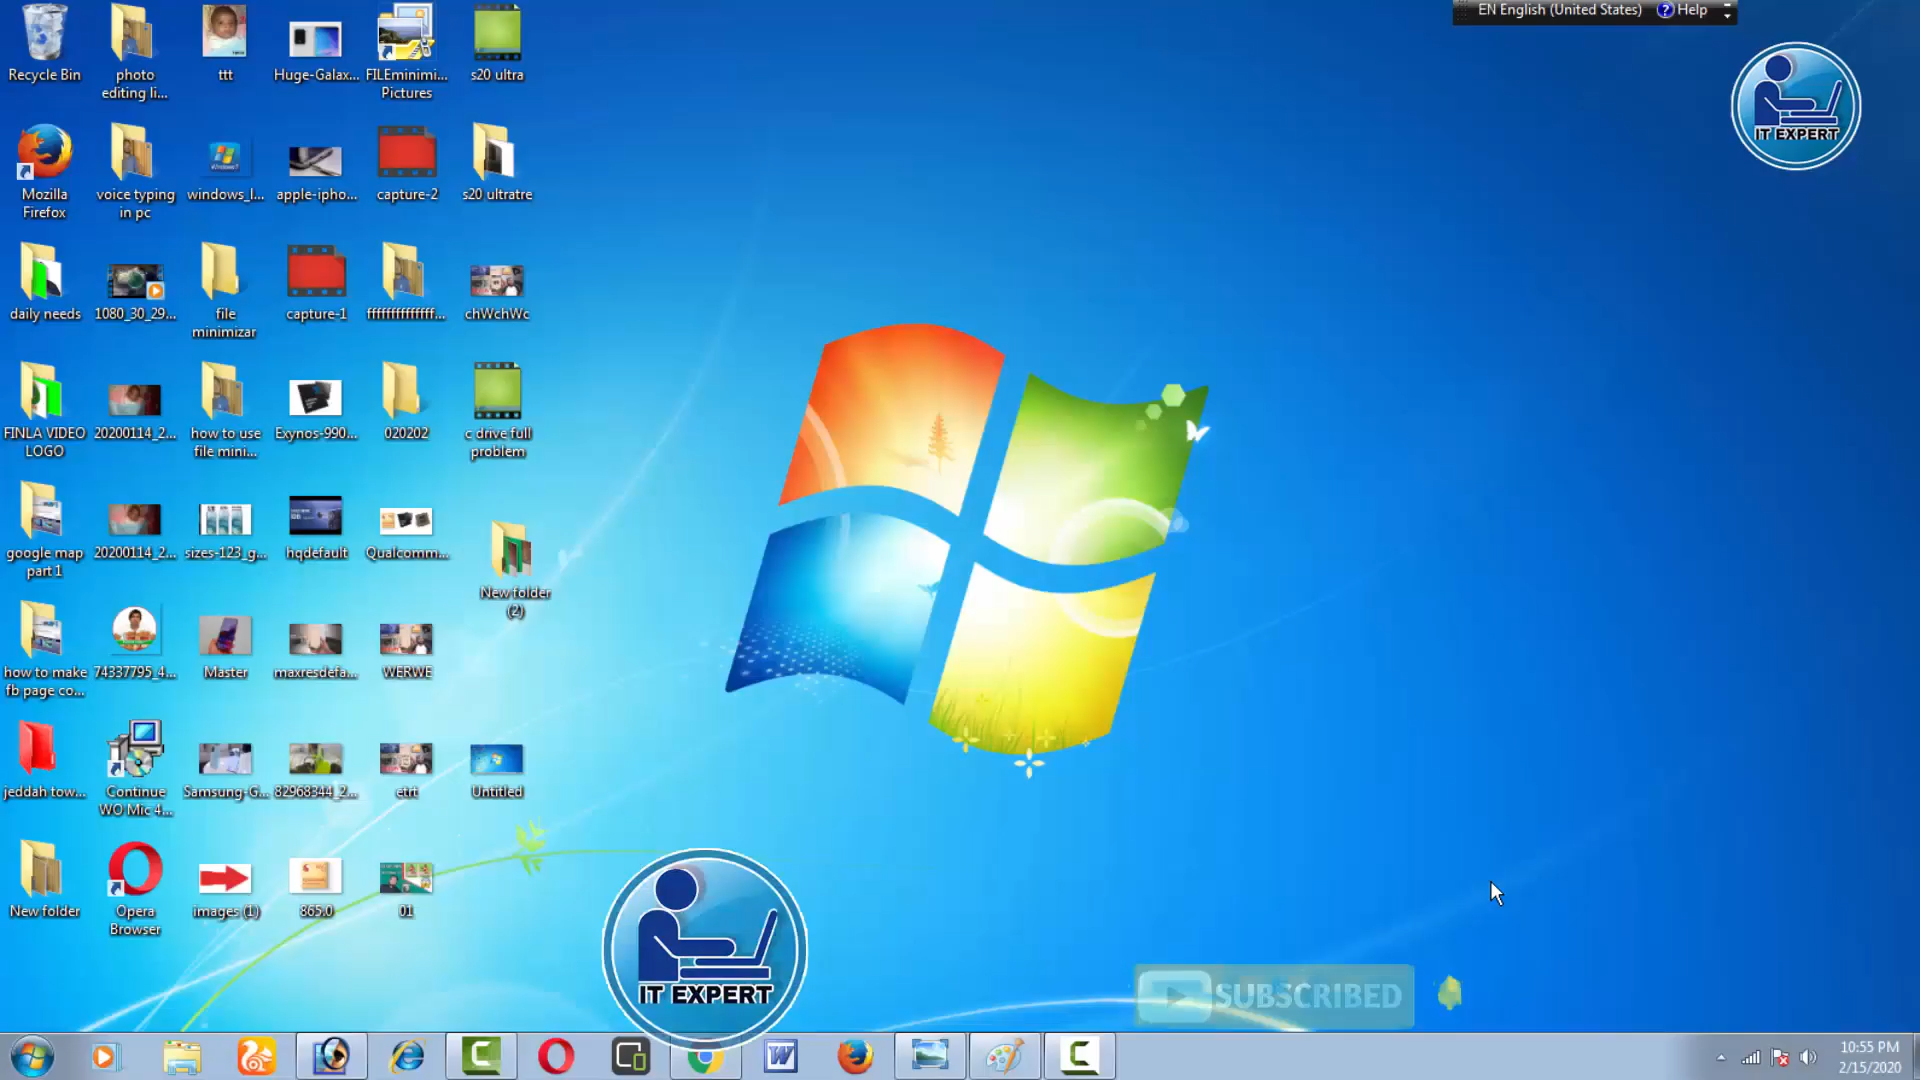 EN English (United States)
Help
IT EXPERT
Recycle Bin
photo
editing li...
ttt
Huge-Galax...
FILEminimi...
Pictures
s20 ultra
Mozilla
Firefox
voice typing
in pc
windows_l...
apple-ipho...
capture-2
s20 ultratre
daily needs
1080_30_29...
file
minimizar
capture-1
ffffffffffffff...
chWchWc
FINLA VIDEO
LOGO
20200114_2...
how to use
file mini...
Exynos-990...
020202
c drive full
problem
google map
part 1
20200114_2...
sizes-123_g...
hqdefault
Qualcomm...
New folder
(2)
how to make
fb page co...
74337795_4...
Master
maxresdefa...
WERWE
jeddah tow...
Continue
WO Mic 4...
Samsung-G...
82968344_2...
etrt
Untitled
New folder
Opera
Browser
images (1)
865.0
01
IT EXPERT
SUBSCRIBED
10:55 PM
2/15/2020